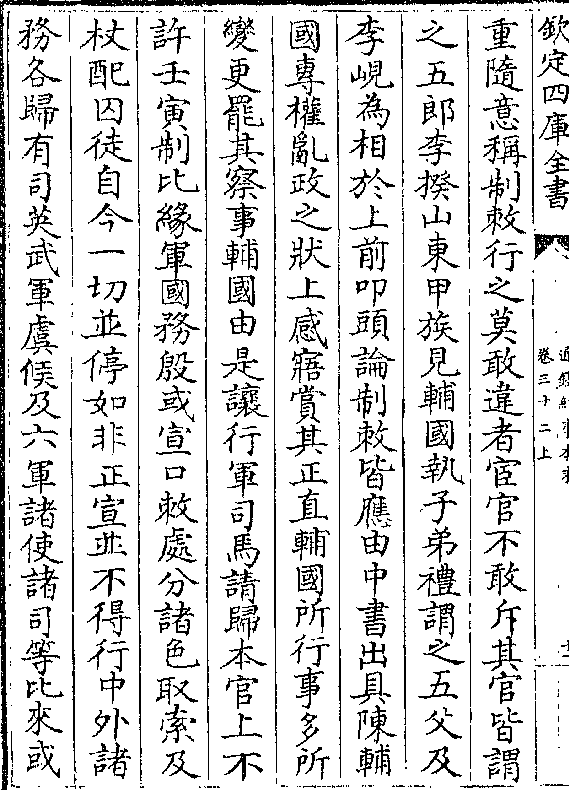 欽定四庫全書
卷三十二上
重隨意稱制敕行之莫敢違者宦官不敢斥其官皆謂
之五郎李揆山東甲族見輔國執子弟禮謂之五父及
李峴為相於上前叩頭論制敕皆應由中書出具陳輔
國專權亂政之狀上感寤賞其正直輔國所行事多所
變更罷其察事輔國由是讓行軍司馬請歸本官上不
許壬寅制比緣軍國務殷或宣口敕處分諸色取索及
杖配囚徒自今一切並停如非正宣並不得行中外諸
務各歸有司英武軍虞候及六軍諸使諸司等比來或